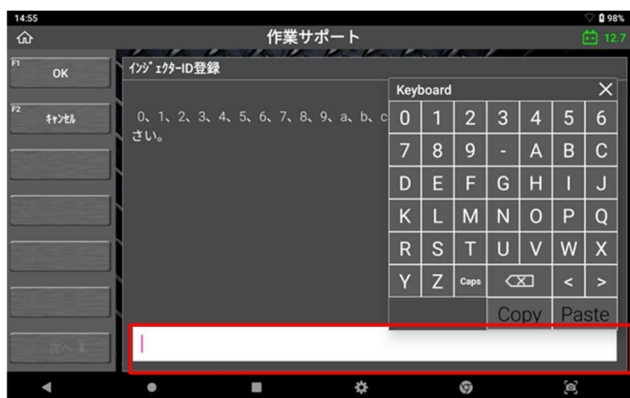 14:55
98%
作業サポート
12.7
F1
OK
F2
ｷｬﾝｾﾙ
次へ
ｲﾝｼﾞｪｸﾀｰID登録
0、1、2、3、4、5、6、7、8、9、a、b、c
さい。
Keyboard
0 1 2 3 4 5 6
7 8 9 - A B C
D E F G H I J
K L M N O P Q
R S T U V W X
Y Z Caps < >
Copy Paste